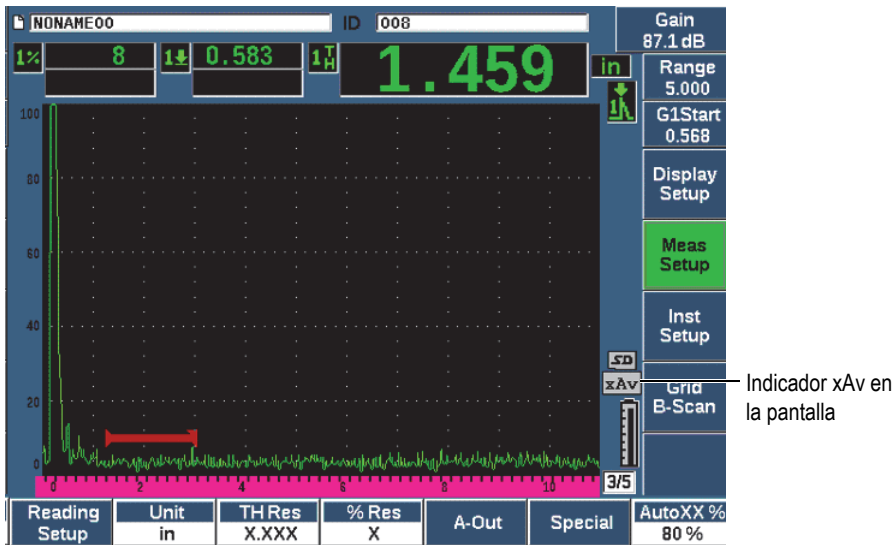 NONAME00 ID 008
Gain
87.1 dB
1% 8 1 0.583 1 T H 1.459 in
Range
5.000
1
G1Start
0.568
100
80
60
40
20
0
Display
Setup
Meas
Setup
Inst
Setup
SD
xAv
Grid
B-Scan
Indicador xAv en
la pantalla
3/5
0 2 4 6 8 10
Reading
Setup
Unit
in
TH Res
X.XXX
% Res
X
A-Out
Special
AutoXX %
80 %